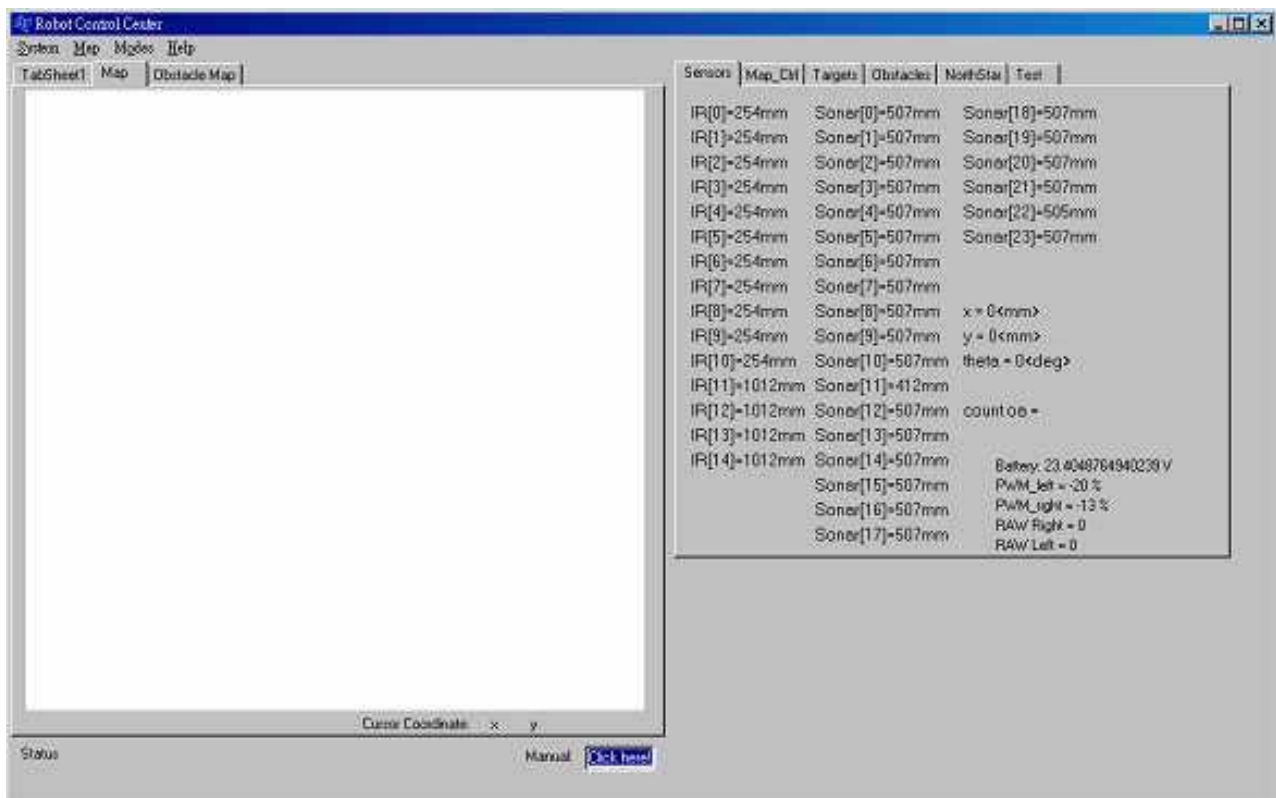 Robot Control Center
System Map Modes Help
TabSheet1 Map Obstacle Map
Sensors Map_Ctrl Targets Obstacles NorthStar Test
IR[0]=254mm Sonar[0]=507mm Sonar[18]=507mm
IR[1]=254mm Sonar[1]=507mm Sonar[19]=507mm
IR[2]=254mm Sonar[2]=507mm Sonar[20]=507mm
IR[3]=254mm Sonar[3]=507mm Sonar[21]=507mm
IR[4]=254mm Sonar[4]=507mm Sonar[22]=505mm
IR[5]=254mm Sonar[5]=507mm Sonar[23]=507mm
IR[6]=254mm Sonar[6]=507mm
IR[7]=254mm Sonar[7]=507mm
IR[8]=254mm Sonar[8]=507mm x = 0<mm>
IR[9]=254mm Sonar[9]=507mm y = 0<mm>
IR[10]=254mm Sonar[10]=507mm theta = 0<deg>
IR[11]=1012mm Sonar[11]=412mm
IR[12]=1012mm Sonar[12]=507mm count oa =
IR[13]=1012mm Sonar[13]=507mm
IR[14]=1012mm Sonar[14]=507mm Battery: 23.4048764940239 V
Sonar[15]=507mm PWM_left = -20 %
Sonar[16]=507mm PWM_right = -13 %
Sonar[17]=507mm RAW Right = 0
RAW Left = 0
Cursor Coordinate x y
Status Manual Click here!